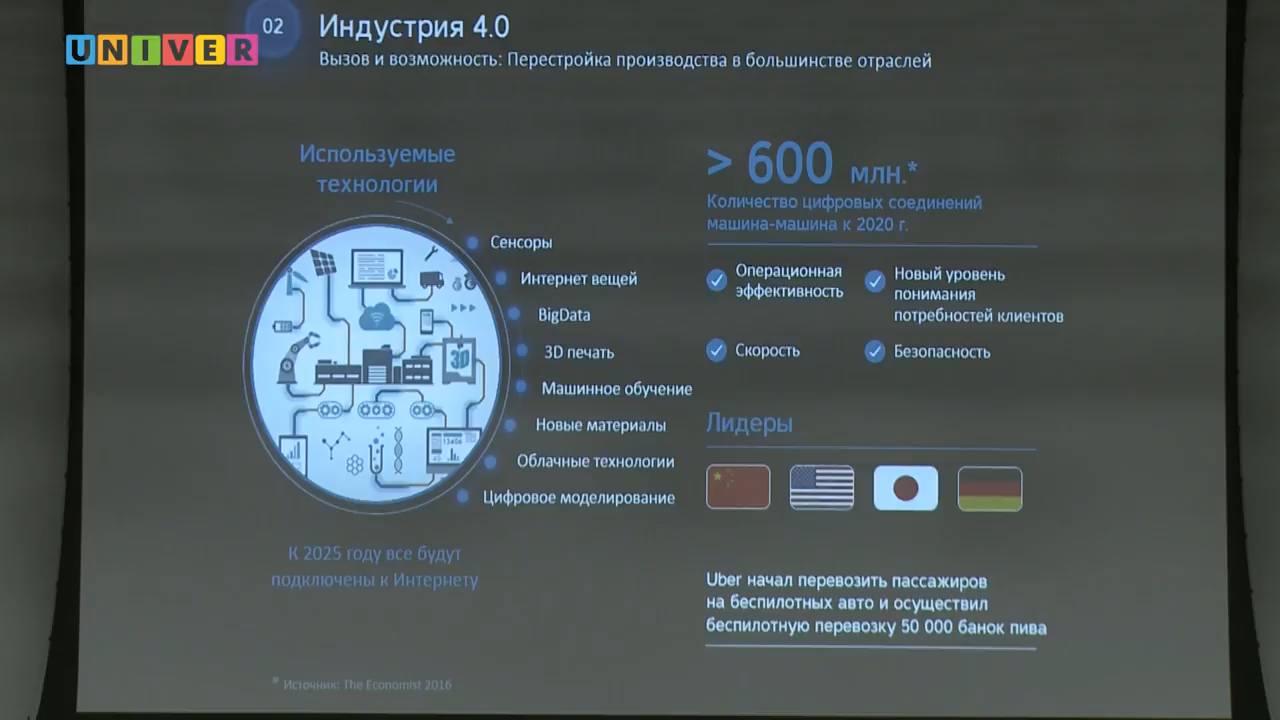 UNIVER
02
Индустрия 4.0
Вызов и возможность: Перестройка производства в большинстве отраслей
Используемые
технологии
Сенсоры
Интернет вещей
BigData
3D печать
Машинное обучение
Новые материалы
Облачные технологии
Цифровое моделирование
3D
К 2025 году все будут
подключены к Интернету
* Источник: The Economist 2016
> 600 млн.*
Количество цифровых соединений
машина-машина к 2020 г.
Операционная
эффективность
Новый уровень
понимания
потребностей клиентов
Скорость
Безопасность
Лидеры
Uber начал перевозить пассажиров
на беспилотных авто и осуществил
беспилотную перевозку 50 000 банок пива